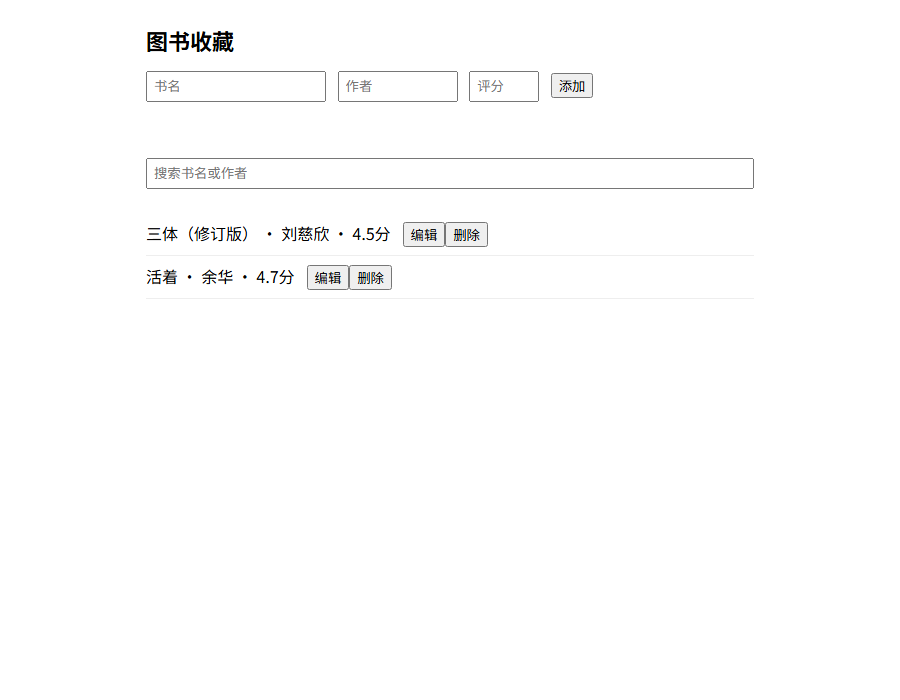 图书收藏
书名 作者 评分 添加
搜索书名或作者
三体（修订版） · 刘慈欣 · 4.5分 编辑 删除
活着 · 余华 · 4.7分 编辑 删除